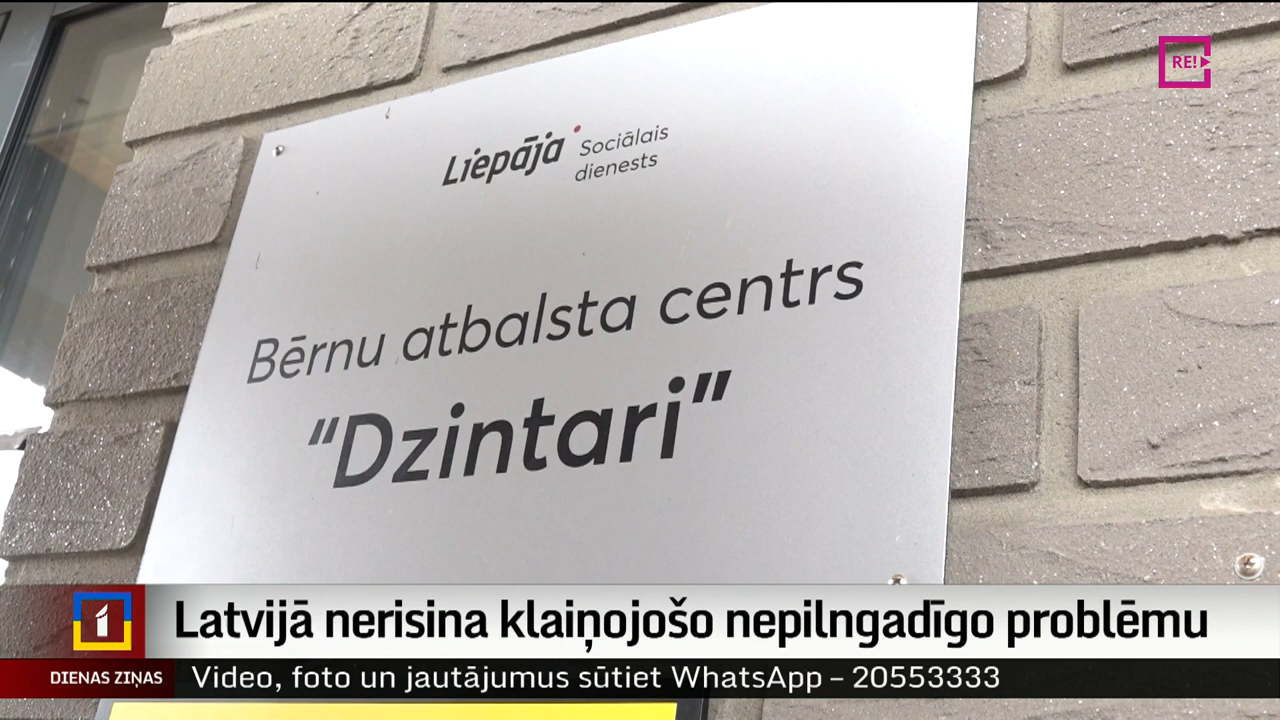 RE!
Liepāja Sociālais
dienests
Bērnu atbalsta centrs
"Dzintari"
1 Latvijā nerisina klaiņojošo nepilngadīgo problēmu
DIENAS ZIŅAS Video, foto un jautājumus sūtiet WhatsApp – 20553333